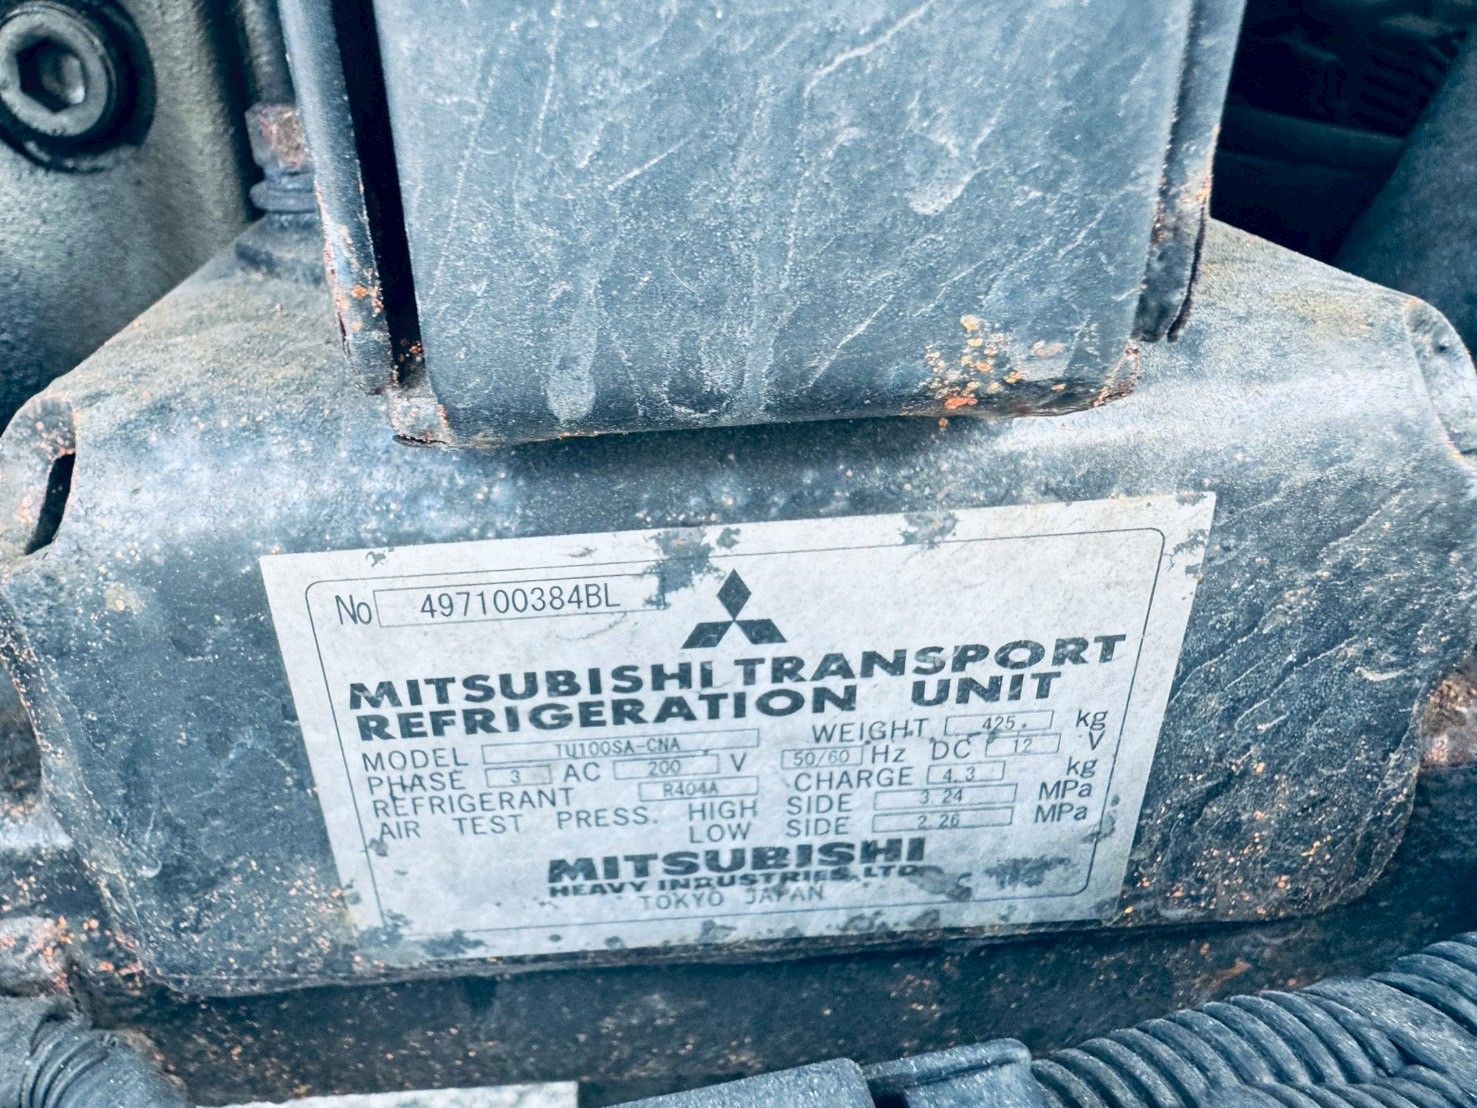 No 497100384BL
MITSUBISHI TRANSPORT
REFRIGERATION UNIT
MODEL TU100SA-CNA WEIGHT 425. kg
PHASE 3 AC 200 V 50/60 Hz DC 12 V
REFRIGERANT R404A CHARGE 4.3 kg
AIR TEST PRESS. HIGH SIDE 3.24 MPa
LOW SIDE 2.26 MPa
MITSUBISHI
HEAVY INDUSTRIES, LTD.
TOKYO JAPAN